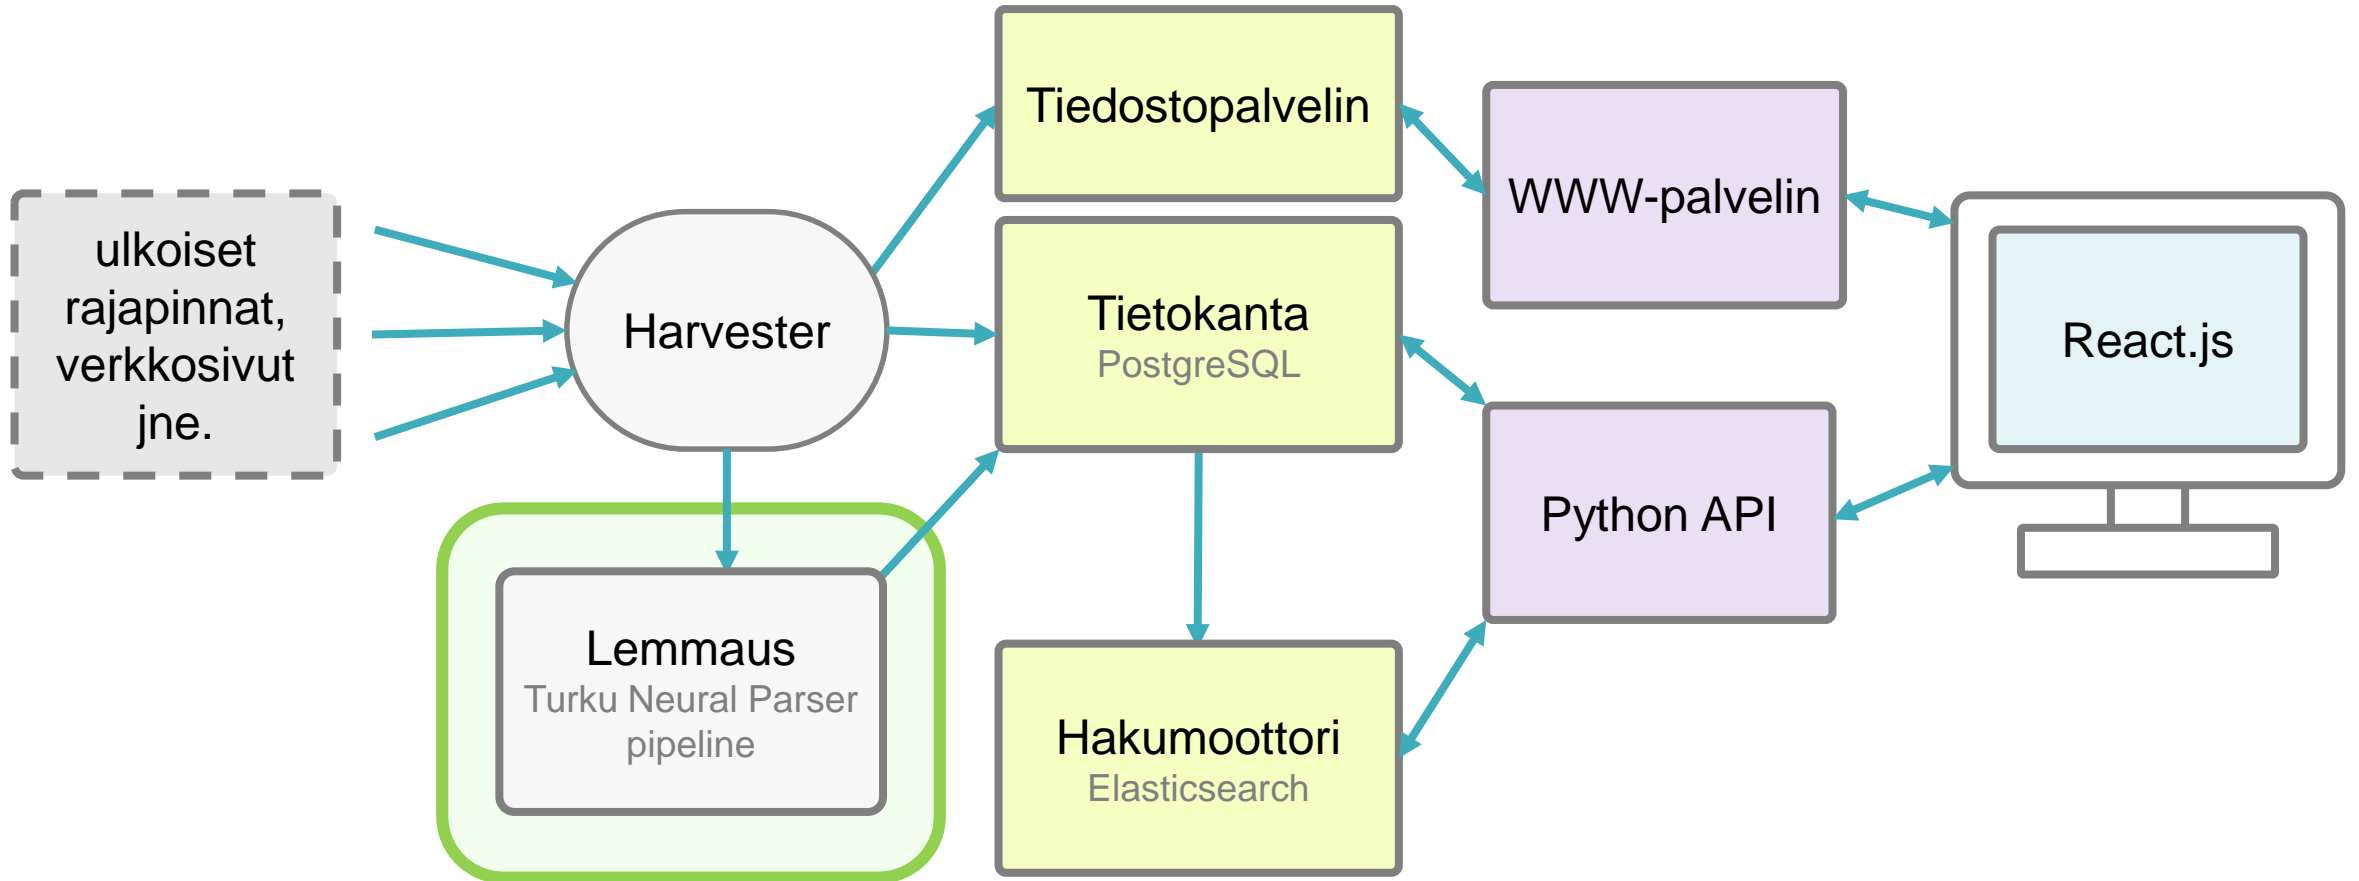 ulkoiset
rajapinnat,
verkkosivut
jne.
Harvester
Lemmaus
Turku Neural Parser
pipeline
Tiedostopalvelin
Tietokanta
PostgreSQL
Hakumoottori
Elasticsearch
WWW-palvelin
Python API
React.js